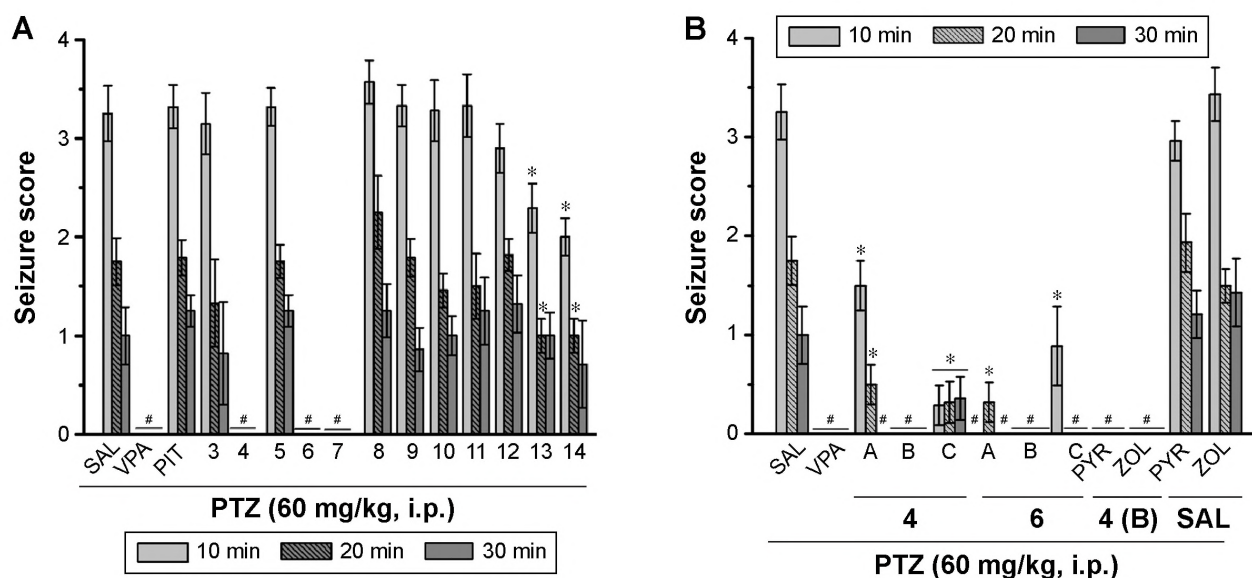 A
Seizure score
4
3
2
1
0
* * * *
# # # #
SAL VPA PIT 3 4 5 6 7 8 9 10 11 12 13 14
PTZ (60 mg/kg, i.p.)
10 min 20 min 30 min
B
10 min 20 min 30 min
Seizure score
4
3
2
1
0
* * * * *
# # # # # # # # #
SAL VPA A B C A B C PYR ZOL PYR ZOL
4 6 4 (B) SAL
PTZ (60 mg/kg, i.p.)